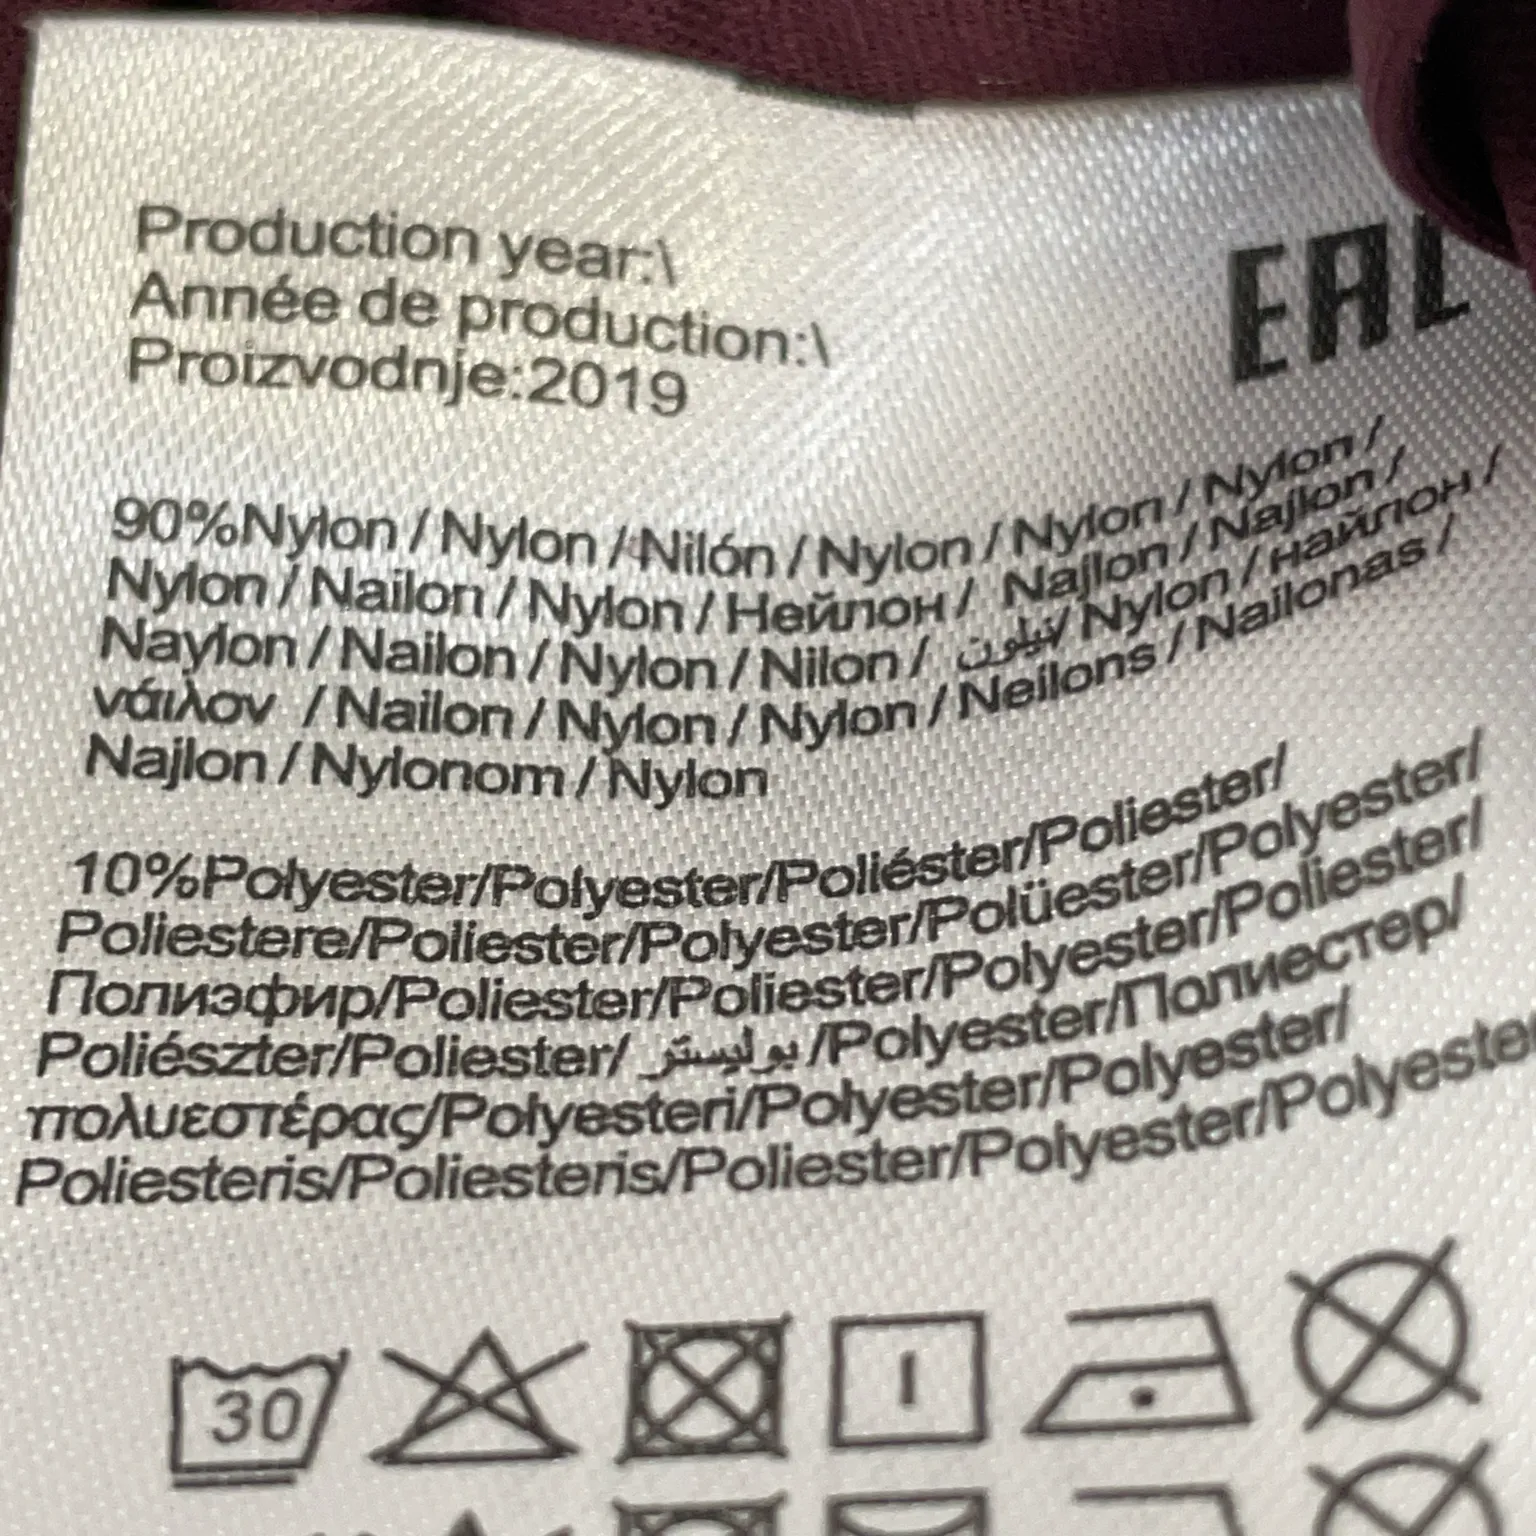 Production year:\
Année de production:\
Proizvodnje:2019
EAC
90%Nylon / Nylon / Nilón / Nylon / Nylon / Nylon /
Nylon / Nailon / Nylon / Нейлон / Najlon / Najlon /
Naylon / Nailon / Nylon / Nilon / نيلون / Nylon / найлон /
νάιλον / Nailon / Nylon / Nylon / Neilons / Nailonas /
Najlon / Nylonom / Nylon
10%Polyester/Polyester/Poliéster/Poliester/
Poliestere/Poliester/Polyester/Polüester/Polyester/
Полиэфир/Poliester/Poliester/Polyester/Poliester/
Poliészter/Poliester/ بوليستر /Polyester/Полиестер/
πολυεστέρας/Polyesteri/Polyester/Polyester/
Poliesteris/Poliesteris/Poliester/Polyester/Polyester
30